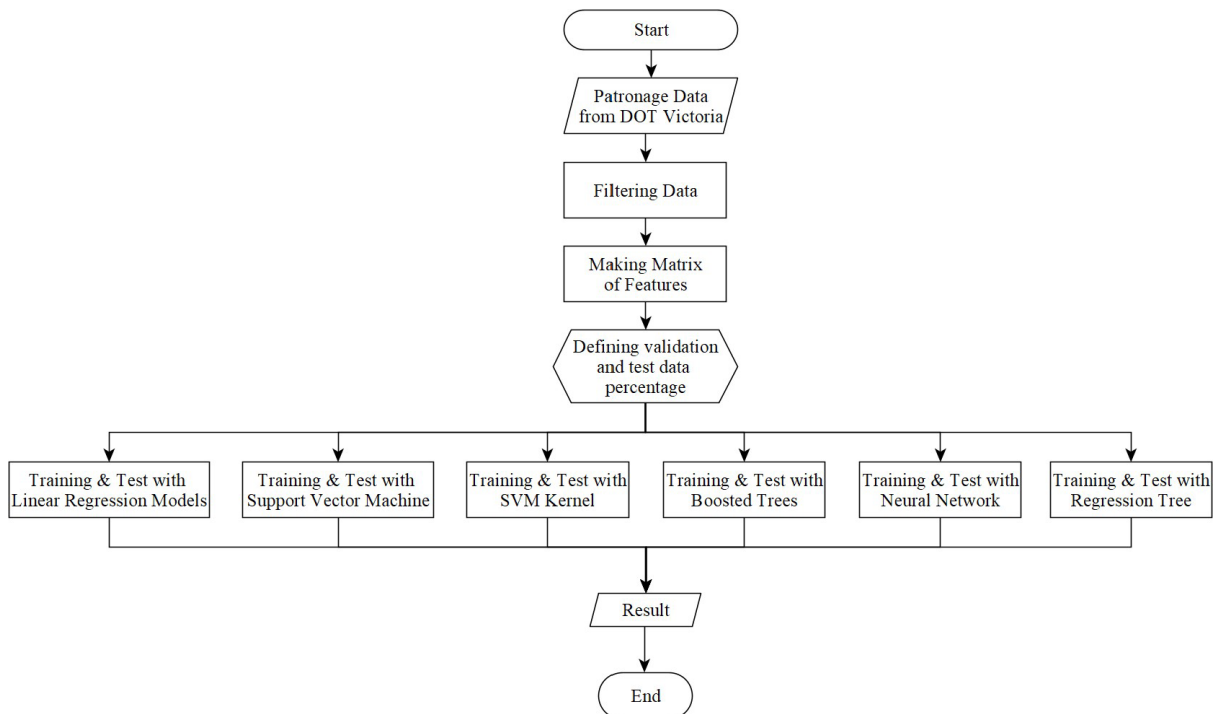 Start
Patronage Data
from DOT Victoria
Filtering Data
Making Matrix
of Features
Defining validation
and test data
percentage
Training & Test with
Linear Regression Models
Training & Test with
Support Vector Machine
Training & Test with
SVM Kernel
Training & Test with
Boosted Trees
Training & Test with
Neural Network
Training & Test with
Regression Tree
Result
End